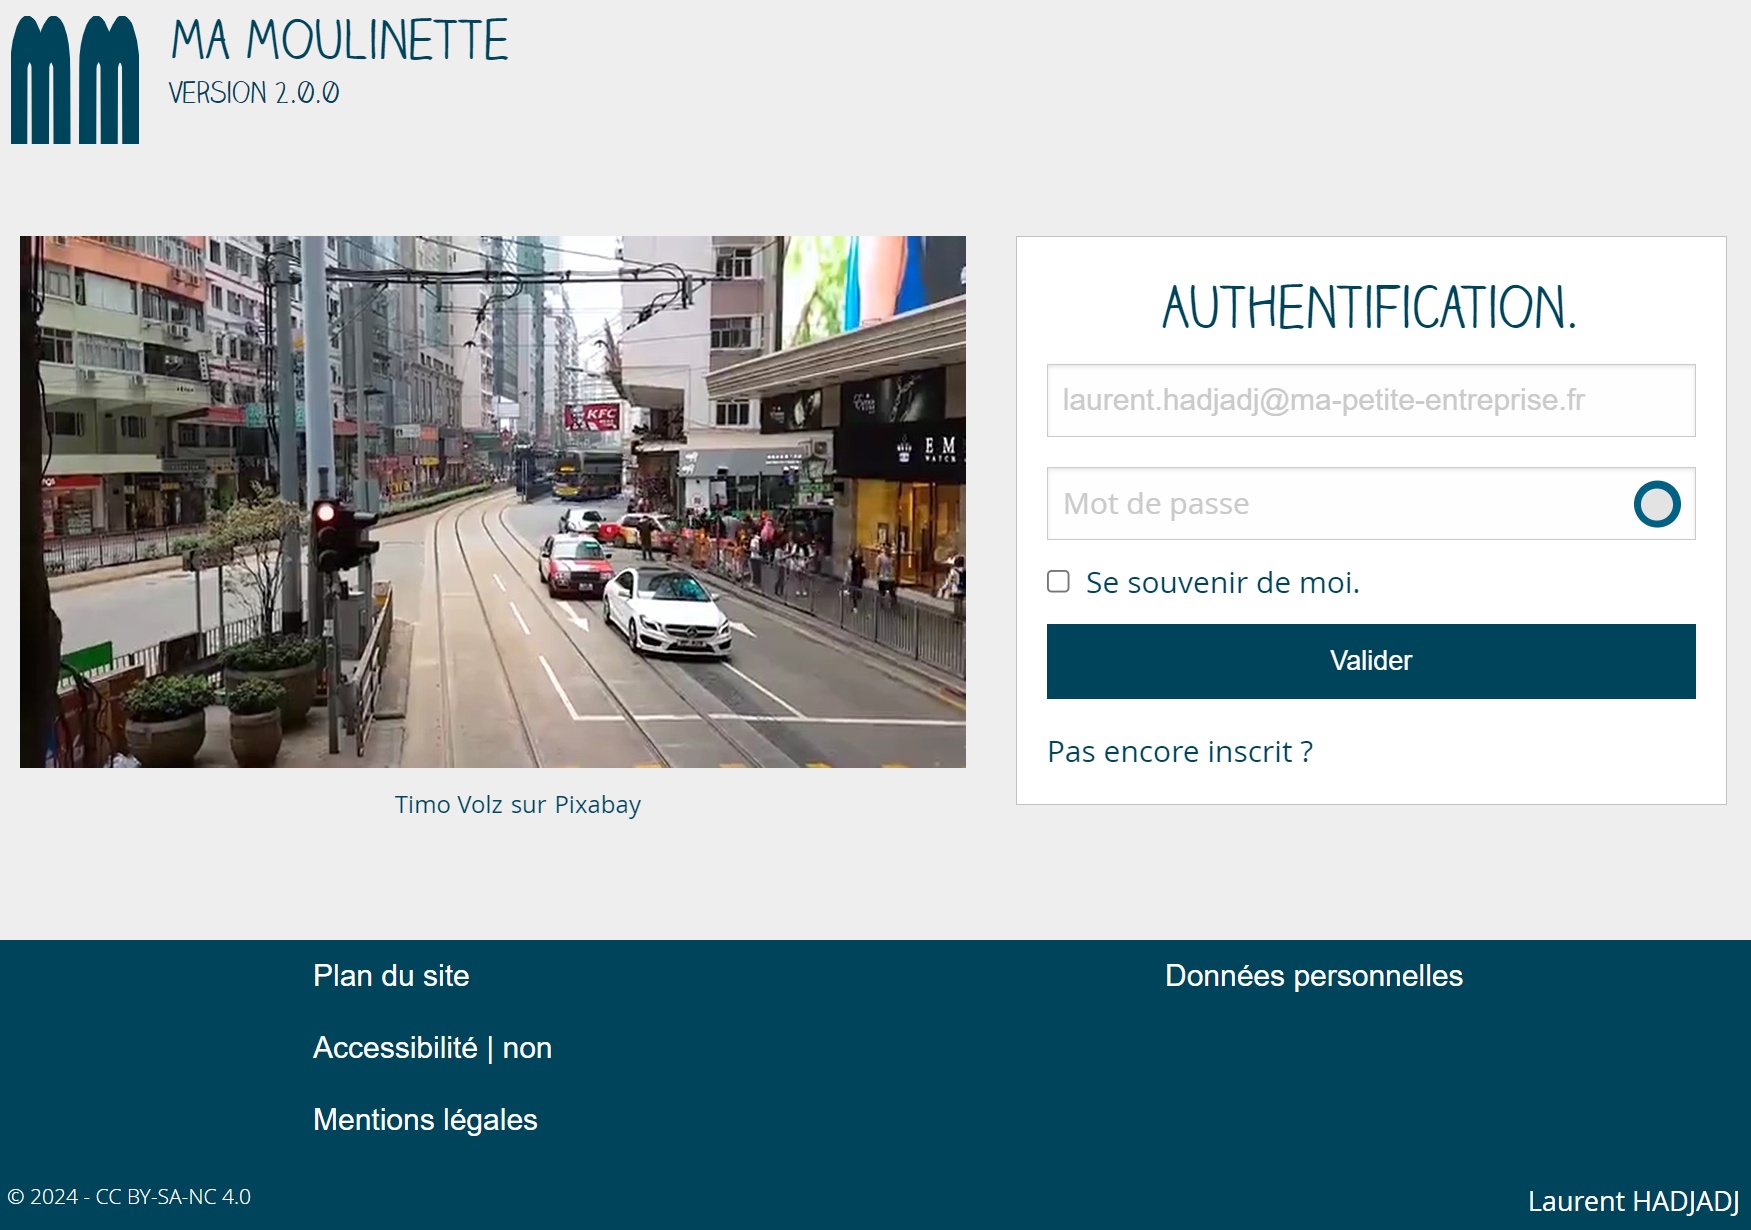 MA MOULINETTE
VERSION 2.0.0
KFC
EM
WATCH
AUTHENTIFICATION.
laurent.hadjadj@ma-petite-entreprise.fr
Mot de passe
Se souvenir de moi.
Valider
Pas encore inscrit ?
Timo Volz sur Pixabay
Plan du site
Données personnelles
Accessibilité | non
Mentions légales
© 2024 - CC BY-SA-NC 4.0
Laurent HADJADJ